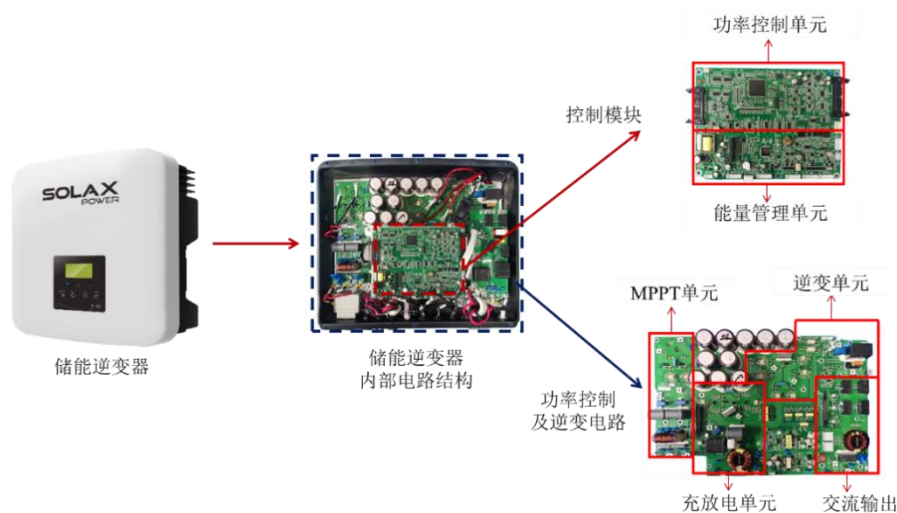 功率控制单元
控制模块
能量管理单元
SOLAX
POWER
储能逆变器
储能逆变器
内部电路结构
MPPT单元
逆变单元
功率控制
及逆变电路
充放电单元
交流输出